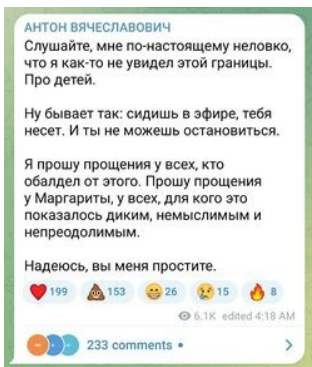 АНТОН ВЯЧЕСЛАВОВИЧ
Слушайте, мне по-настоящему неловко,
что я как-то не увидел этой границы.
Про детей.
Ну бывает так: сидишь в эфире, тебя
несет. И ты не можешь остановиться.
Я прошу прощения у всех, кто
обалдел от этого. Прошу прощения
у Маргариты, у всех, для кого это
показалось диким, немыслимым и
непреодолимым.
Надеюсь, вы меня простите.
199 153 26 15 8
6.1K edited 4:18 AM
233 comments